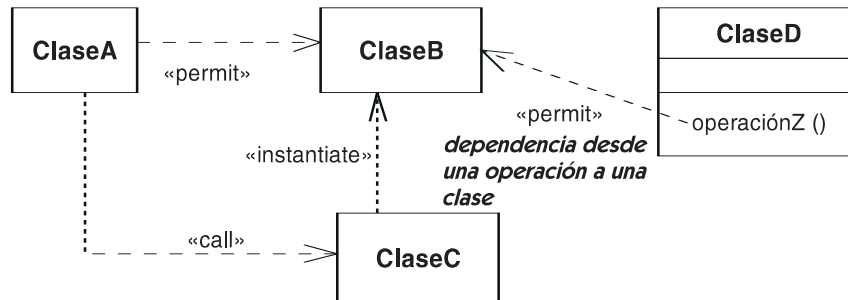 ClaseA
«permit»
ClaseB
ClaseD
«permit»
operaciónZ ()
«instantiate»
dependencia desde
una operación a una
clase
«call»
ClaseC